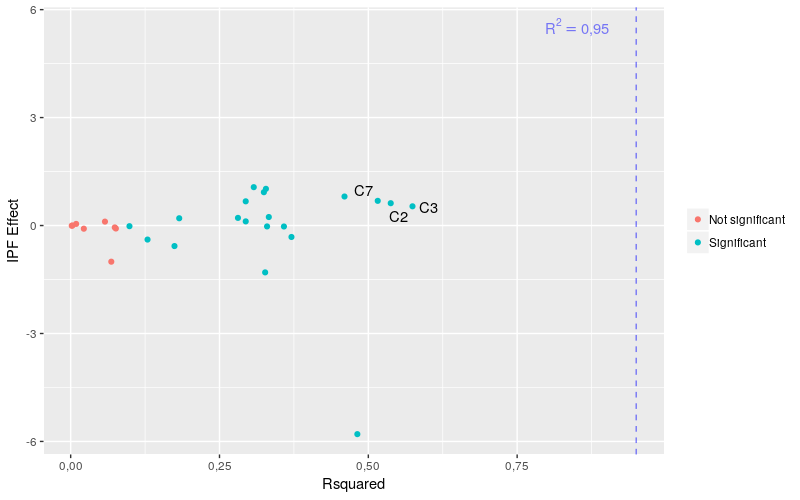 6
R² = 0,95
3
C7
C3
C2
Not significant
0
IPF Effect
Significant
-3
-6
0,00 0,25 0,50 0,75
Rsquared